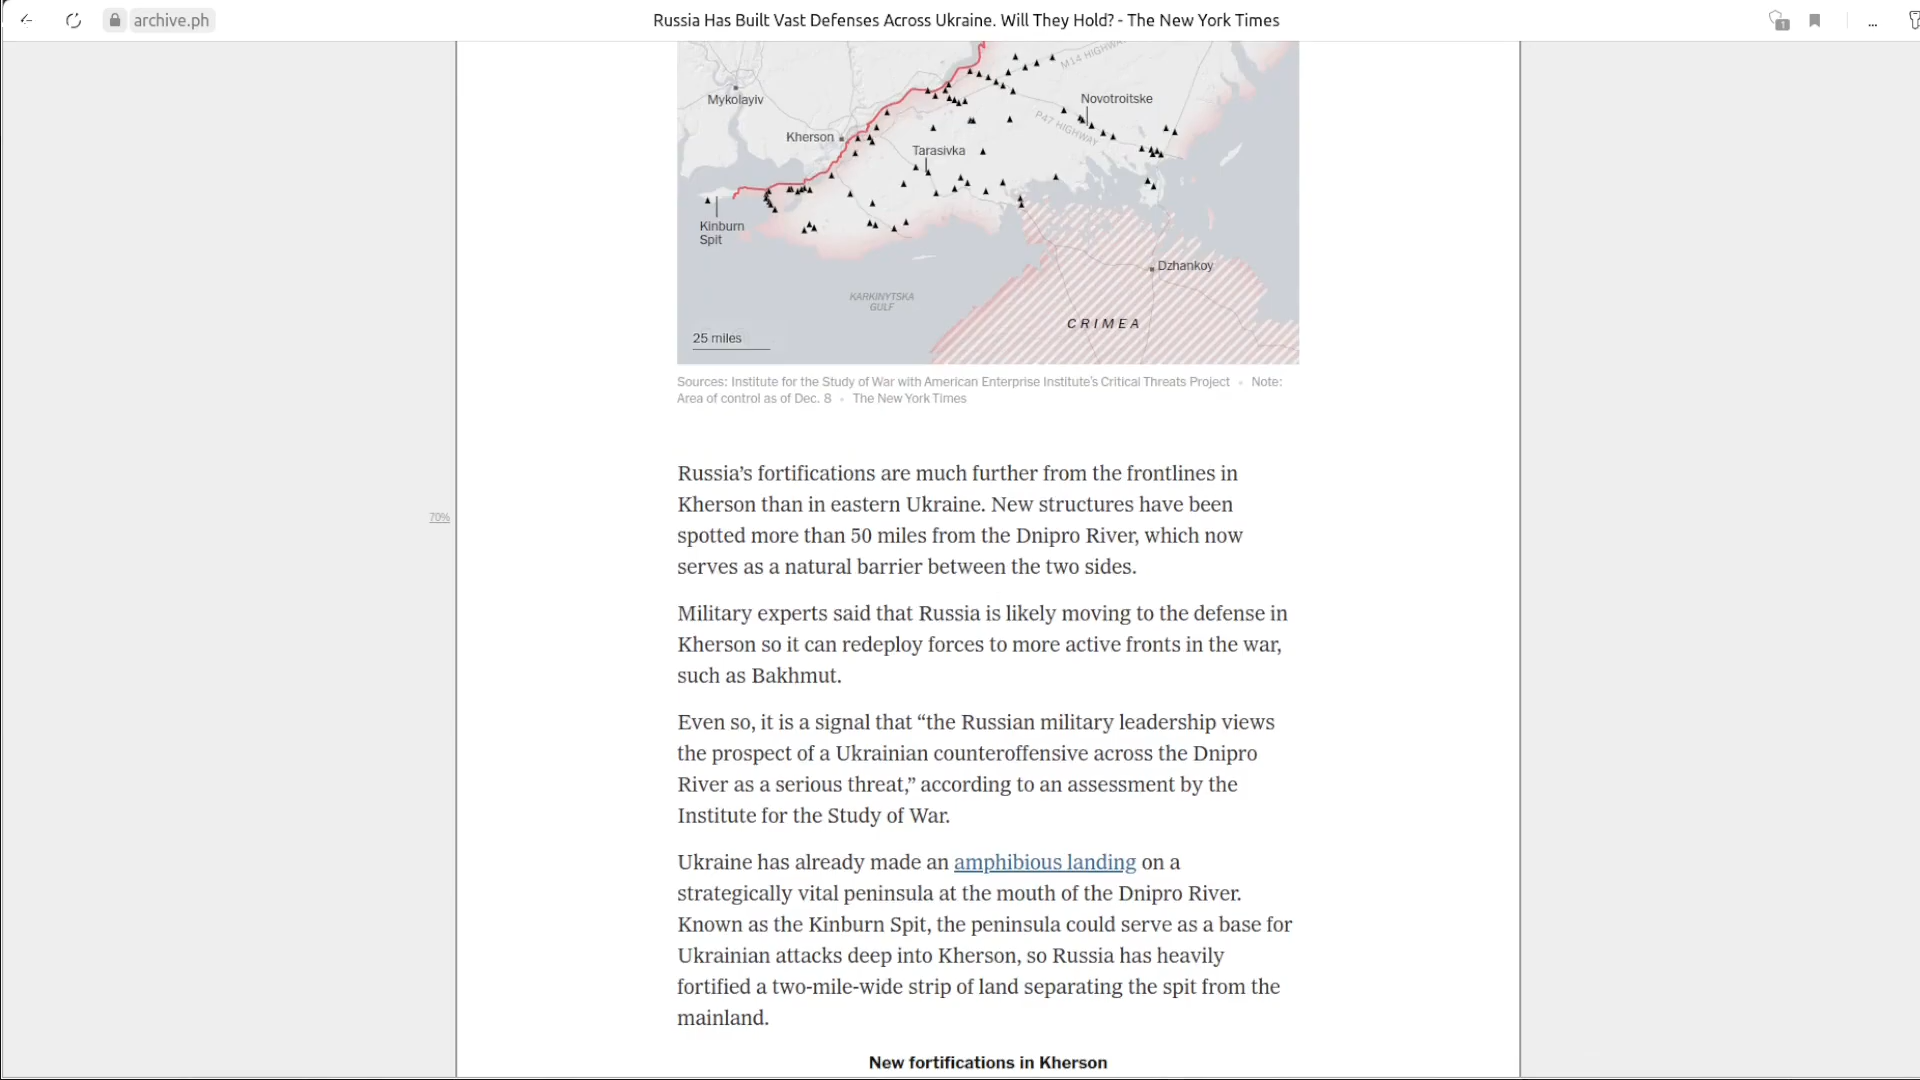 archive.ph
Russia Has Built Vast Defenses Across Ukraine. Will They Hold? - The New York Times
1
...
M14 HIGHWAY
Mykolayiv
Novotroitske
P47 HIGHWAY
Kherson
Tarasivka
Kinburn
Spit
Dzhankoy
KARKINYTSKA
GULF
CRIMEA
25 miles
Sources: Institute for the Study of War with American Enterprise Institute's Critical Threats Project • Note:
Area of control as of Dec. 8 • The New York Times
Russia’s fortifications are much further from the frontlines in
Kherson than in eastern Ukraine. New structures have been
70%
spotted more than 50 miles from the Dnipro River, which now
serves as a natural barrier between the two sides.
Military experts said that Russia is likely moving to the defense in
Kherson so it can redeploy forces to more active fronts in the war,
such as Bakhmut.
Even so, it is a signal that “the Russian military leadership views
the prospect of a Ukrainian counteroffensive across the Dnipro
River as a serious threat,” according to an assessment by the
Institute for the Study of War.
Ukraine has already made an amphibious landing on a
strategically vital peninsula at the mouth of the Dnipro River.
Known as the Kinburn Spit, the peninsula could serve as a base for
Ukrainian attacks deep into Kherson, so Russia has heavily
fortified a two-mile-wide strip of land separating the spit from the
mainland.
New fortifications in Kherson